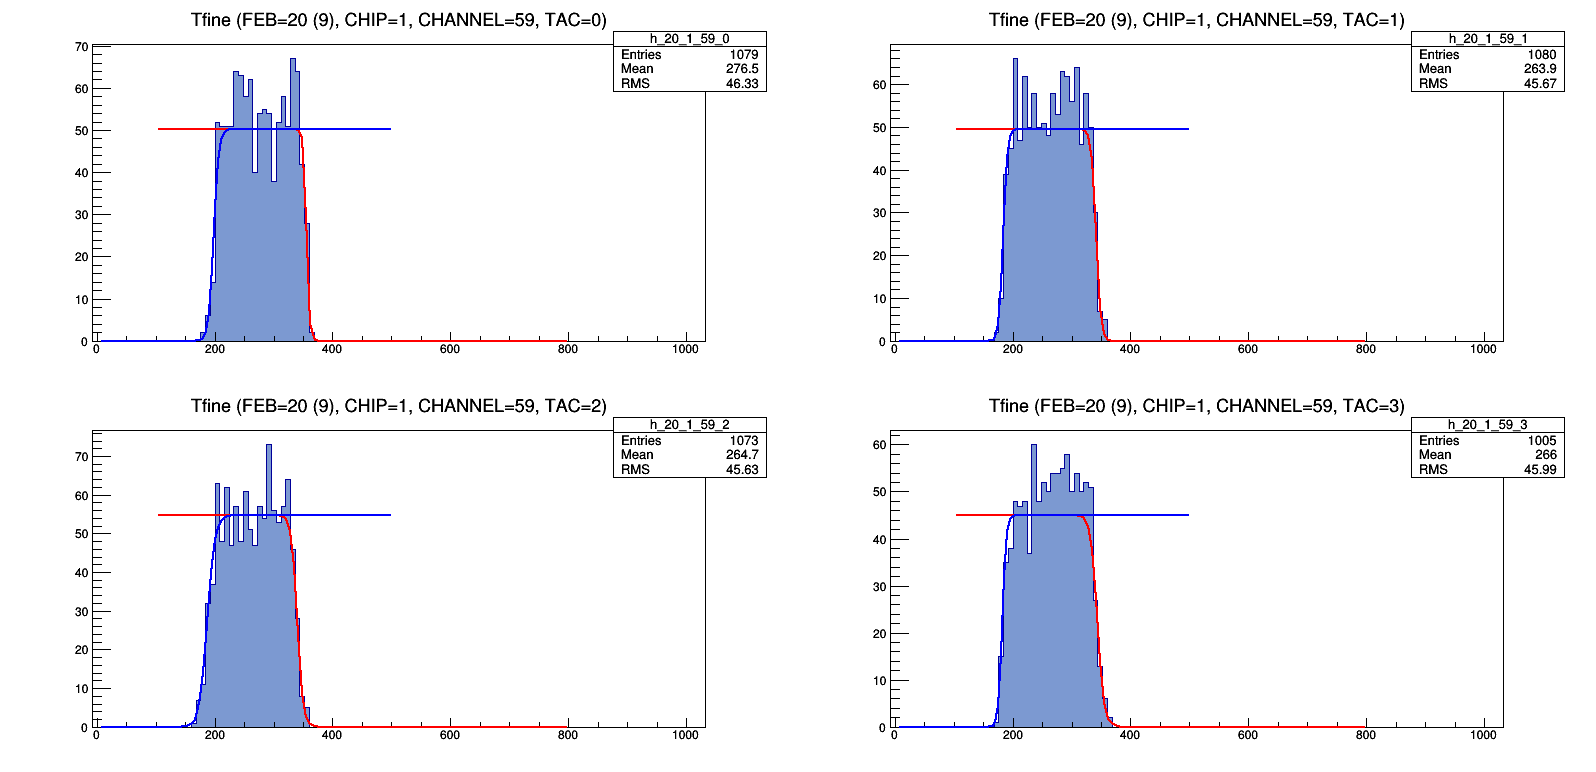 Tfine (FEB=20 (9), CHIP=1, CHANNEL=59, TAC=0)
h_20_1_59_0
Entries 1079
Mean 276.5
RMS 46.33
70
60
50
40
30
20
10
0
0 200 400 600 800 1000
Tfine (FEB=20 (9), CHIP=1, CHANNEL=59, TAC=1)
h_20_1_59_1
Entries 1080
Mean 263.9
RMS 45.67
60
50
40
30
20
10
0
0 200 400 600 800 1000
Tfine (FEB=20 (9), CHIP=1, CHANNEL=59, TAC=2)
h_20_1_59_2
Entries 1073
Mean 264.7
RMS 45.63
70
60
50
40
30
20
10
0
0 200 400 600 800 1000
Tfine (FEB=20 (9), CHIP=1, CHANNEL=59, TAC=3)
h_20_1_59_3
Entries 1005
Mean 266
RMS 45.99
60
50
40
30
20
10
0
0 200 400 600 800 1000